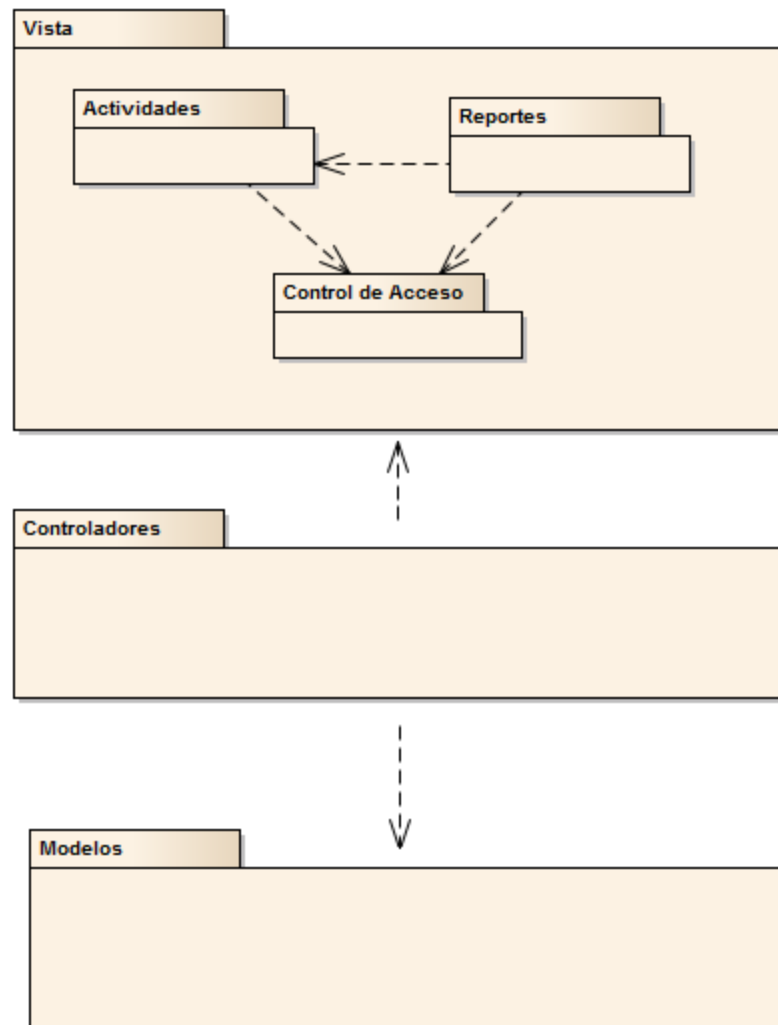 Vista
Actividades
Reportes
Control de Acceso
Controladores
Modelos